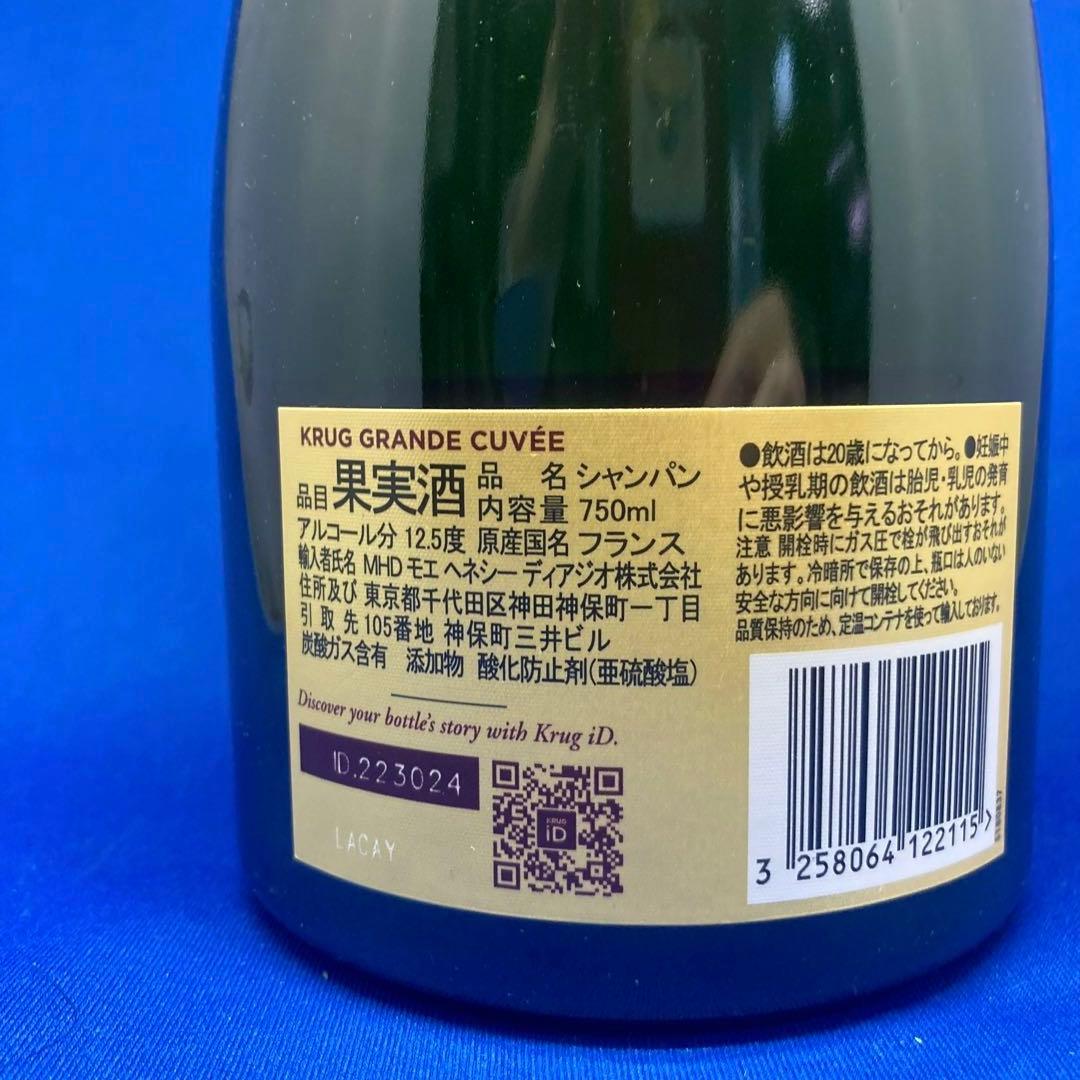 KRUG GRANDE CUVÉE
品目 果実酒 品 名 シャンパン
内容量 750ml
アルコール分 12.5度 原産国名 フランス
輸入者氏名 MHD モエ ヘネシー ディアジオ株式会社
住所及び 東京都千代田区神田神保町一丁目
引取先 105番地 神保町三井ビル
炭酸ガス含有 添加物 酸化防止剤(亜硫酸塩)
Discover your bottle's story with Krug iD.
ID.223024
LACAY
KRUG
iD
●飲酒は20歳になってから。●妊娠中
や授乳期の飲酒は胎児・乳児の発育
に悪影響を与えるおそれがあります。
注意 開栓時にガス圧で栓が飛び出すおそれが
あります。冷暗所で保存の上、瓶口は人のいない
安全な方向に向けて開栓してください。
品質保持のため、定温コンテナを使って輸入しております。
3 258064 122115 >